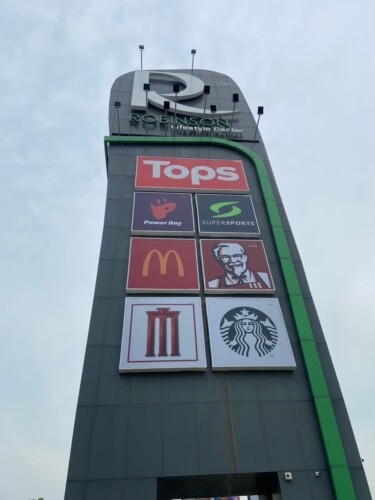 R
ROBINSON
Lifestyle Center
Tops
Power Buy
SUPERSPORTS
M